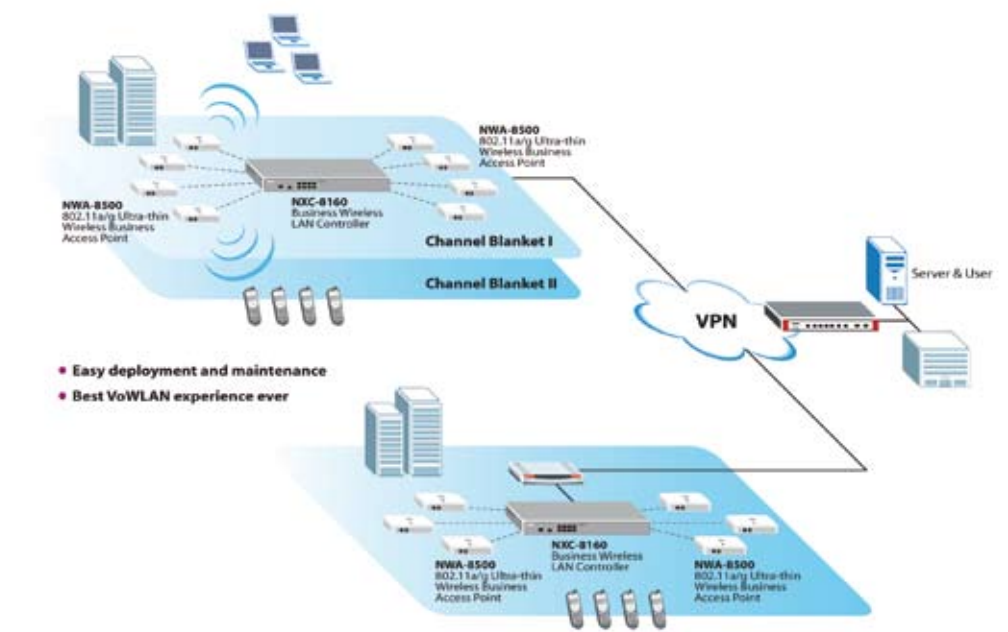 NWA-8500
802.11a/g Ultra-thin
Wireless Business
Access Point
NWA-8500
802.11a/g Ultra-thin
Wireless Business
Access Point
NXC-8160
Business Wireless
LAN Controller
Channel Blanket I
Channel Blanket II
Server & User
VPN
• Easy deployment and maintenance
• Best VoWLAN experience ever
NXC-8160
Business Wireless
LAN Controller
NWA-8500
802.11a/g Ultra-thin
Wireless Business
Access Point
NWA-8500
802.11a/g Ultra-thin
Wireless Business
Access Point